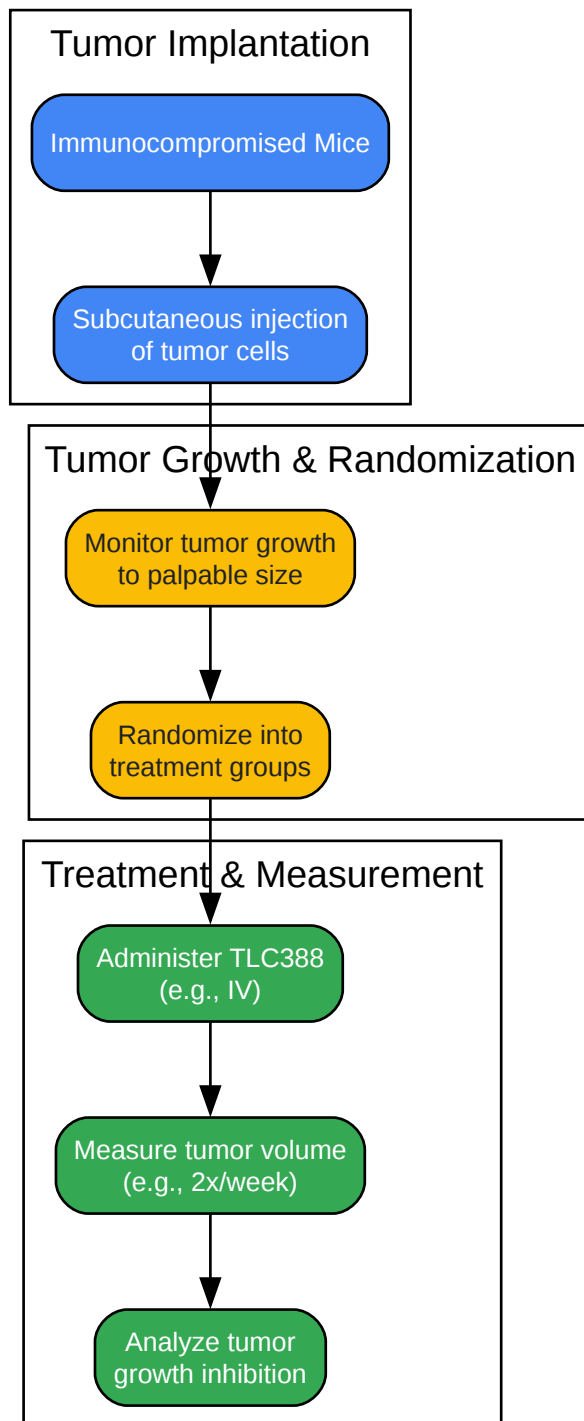 Tumor Implantation
Immunocompromised Mice
Subcutaneous injection
of tumor cells
Tumor Growth & Randomization
Monitor tumor growth
to palpable size
Randomize into
treatment groups
Treatment & Measurement
Administer TLC388
(e.g., IV)
Measure tumor volume
(e.g., 2x/week)
Analyze tumor
growth inhibition